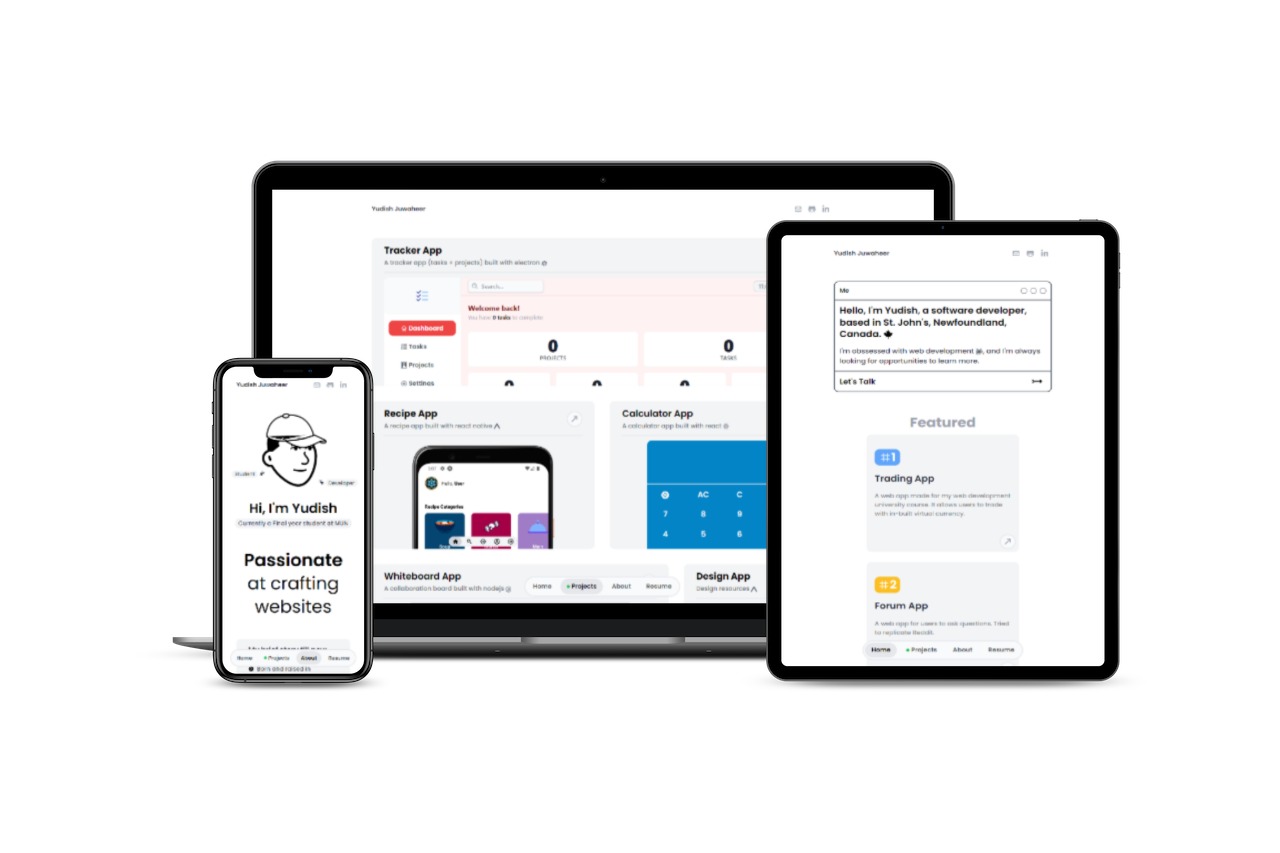 Yudish Juwaheer
Tracker App
A tracker app (tasks + projects) built with electron
Search...
Welcome back!
You have 0 tasks to complete
Dashboard
Tasks
Projects
Settings
0
PROJECTS
0
TASKS
0
0
0
Recipe App
A recipe app built with react native
Hello, User
Recipe Categories
Calculator App
A calculator app built with react
AC
C
7
8
9
4
5
6
Whiteboard App
A collaboration board built with nodejs
Design App
Design resources
Home
Projects
About
Resume
Yudish Juwaheer
in
Student
Developer
Hi, I'm Yudish
Currently a Final year student at MUN
Passionate
at crafting
websites
Home
Projects
About
Resume
Born and raised in
Yudish Juwaheer
in
Me
Hello, I'm Yudish, a software developer,
based in St. John's, Newfoundland,
Canada.
I'm obssessed with web development, and I'm always
looking for opportunities to learn more.
Let's Talk
Featured
#1
Trading App
A web app made for my web development
university course. It allows users to trade
with in-built virtual currency.
#2
Forum App
A web app for users to ask questions. Tried
to replicate Reddit.
Home
Projects
About
Resume